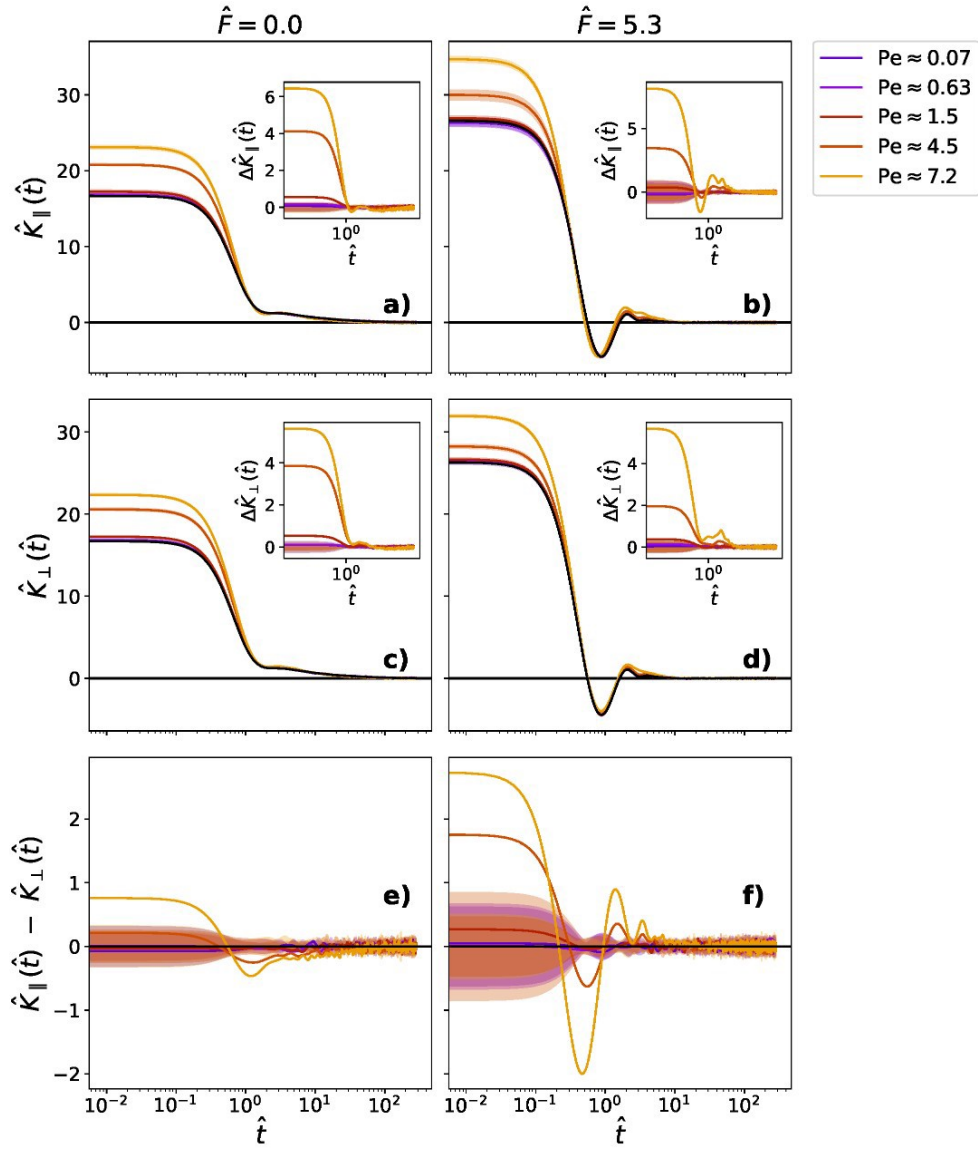 F̂ = 0.0
F̂ = 5.3
Pe ≈ 0.07
Pe ≈ 0.63
Pe ≈ 1.5
Pe ≈ 4.5
Pe ≈ 7.2
K̂∥(t̂)
30
20
10
0
ΔK̂∥(t̂)
6
4
2
0
10⁰
t̂
a)
ΔK̂∥(t̂)
5
0
10⁰
t̂
b)
K̂⊥(t̂)
30
20
10
0
ΔK̂⊥(t̂)
4
2
0
10⁰
t̂
c)
ΔK̂⊥(t̂)
4
2
0
10⁰
t̂
d)
K̂∥(t̂) − K̂⊥(t̂)
2
1
0
−1
−2
e)
f)
10⁻² 10⁻¹ 10⁰ 10¹ 10²
t̂
10⁻² 10⁻¹ 10⁰ 10¹ 10²
t̂